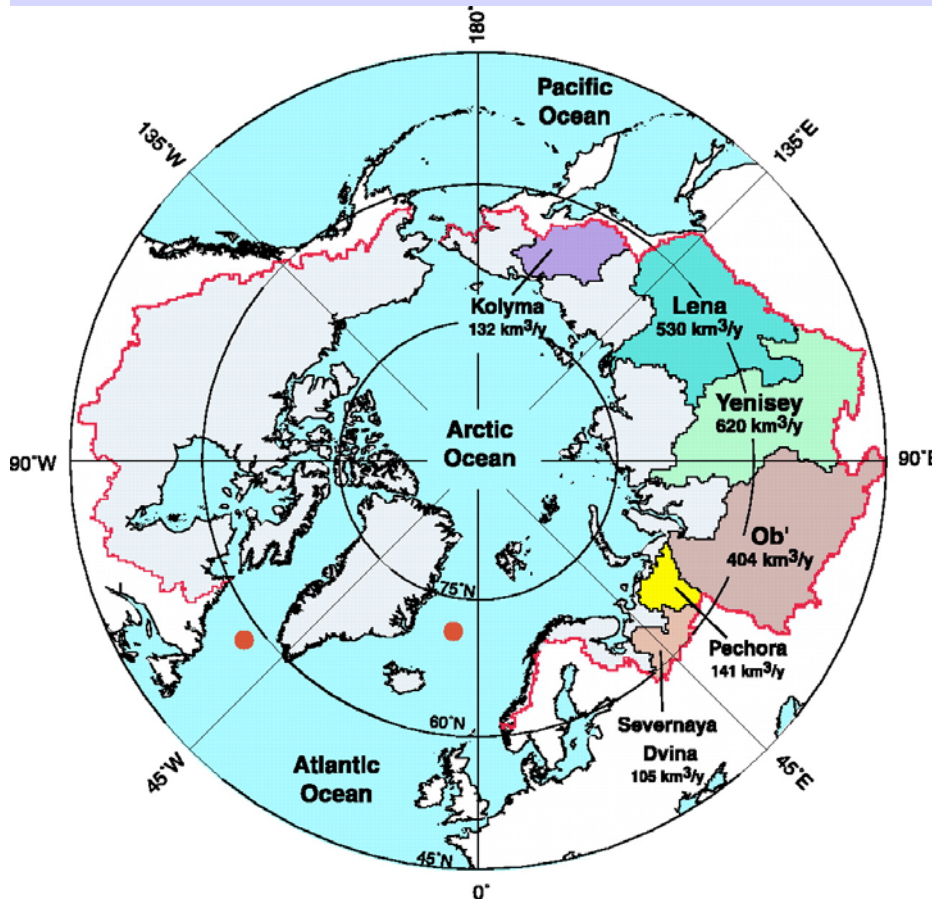 180°
Pacific
Ocean
135°W
135°E
Kolyma
132 km³/y
Lena
530 km³/y
Yenisey
620 km³/y
Arctic
Ocean
90°W
90°E
Ob'
404 km³/y
75°N
Pechora
141 km³/y
60°N
Severnaya
Dvina
105 km³/y
Atlantic
Ocean
45°W
45°E
45°N
0°